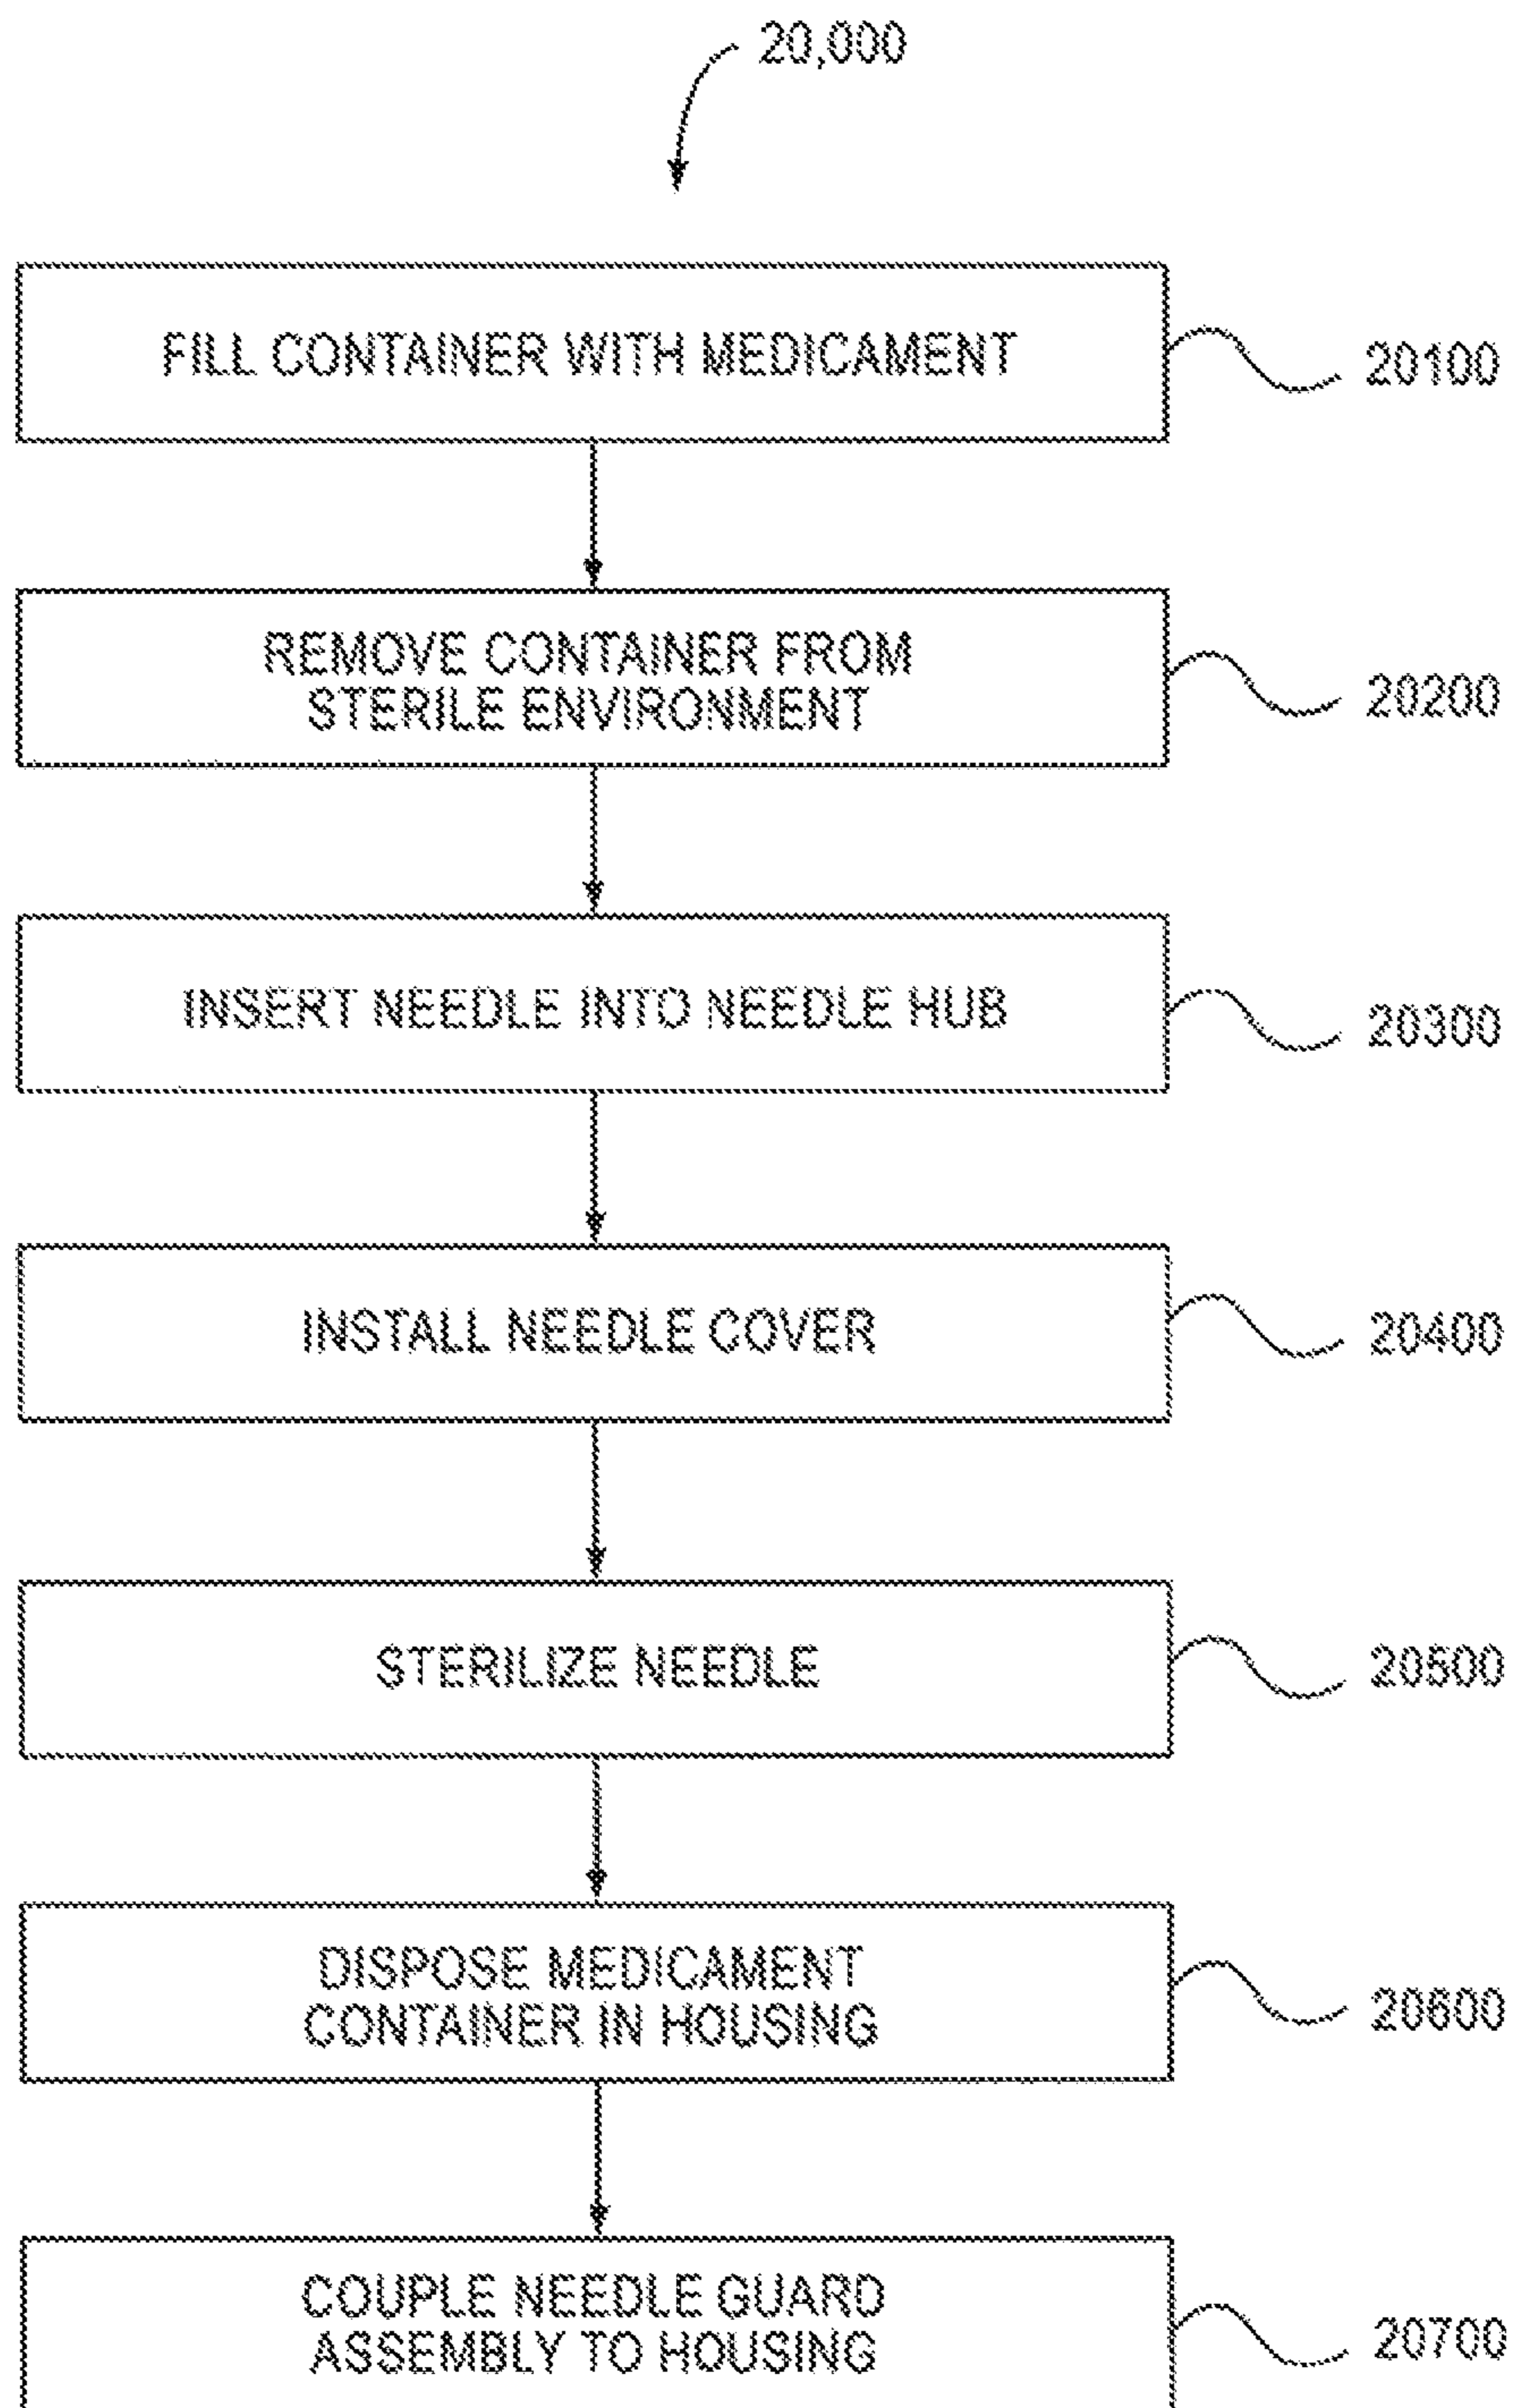 20,000
FILL CONTAINER WITH MEDICAMENT
20100
REMOVE CONTAINER FROM
STERILE ENVIRONMENT
20200
INSERT NEEDLE INTO NEEDLE HUB
20300
INSTALL NEEDLE COVER
20400
STERILIZE NEEDLE
20500
DISPOSE MEDICAMENT
CONTAINER IN HOUSING
20600
COUPLE NEEDLE GUARD
ASSEMBLY TO HOUSING
20700